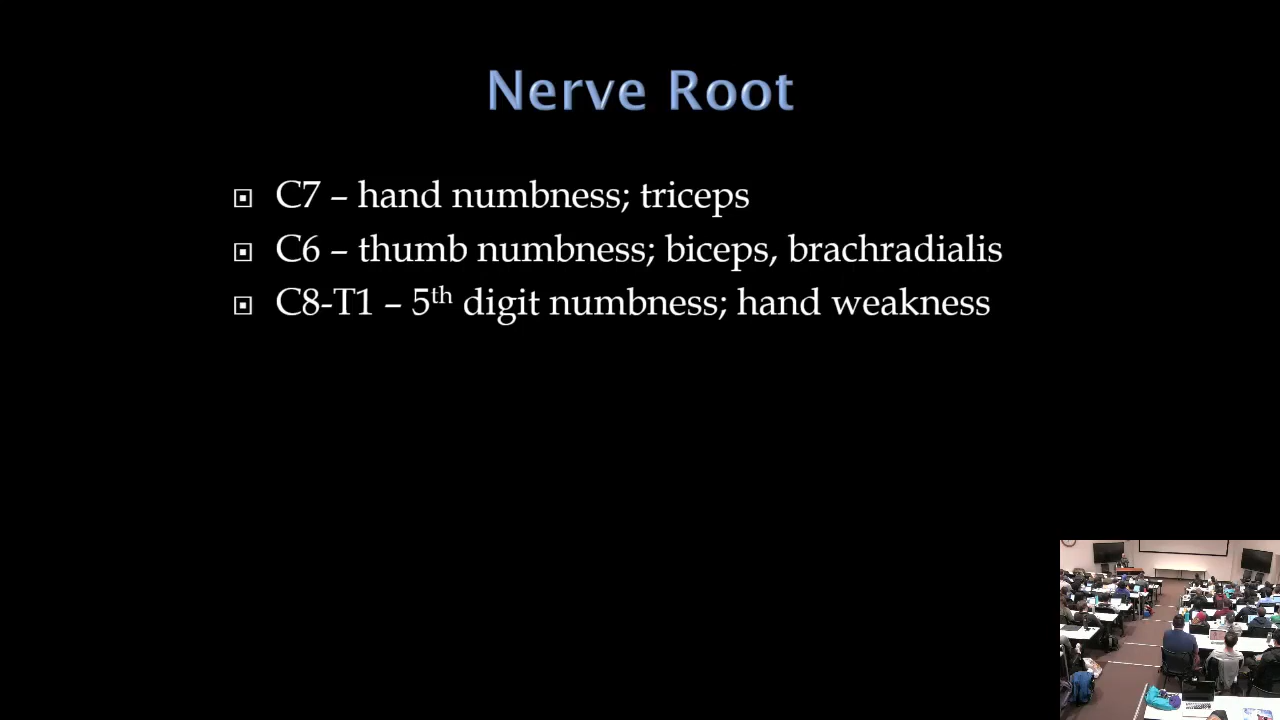 Nerve Root
C7 – hand numbness; triceps
C6 – thumb numbness; biceps, brachradialis
C8-T1 – 5th digit numbness; hand weakness